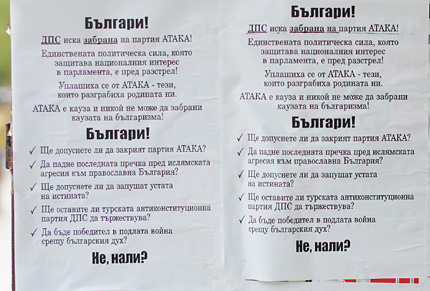 Българи!
ДПС иска забрана на партия АТАКА!
Единствената политическа сила, която
защитава националния интерес
в парламента, е пред разстрел!
Уплашиха се от АТАКА - тези,
които разграбиха родината ни.
АТАКА е кауза и никой не може да забрани
каузата на българизма!
Българи!
✓ Ще допуснете ли да закрият партия АТАКА?
✓ Да падне последната пречка пред ислямската
агресия към православна България?
✓ Ще допуснете ли да запушат устата
на истината?
✓ Ще оставите ли турската антиконституционна
партия ДПС да тържествува?
✓ Да бъде победител в подлата война
срещу българския дух?
Не, нали?
Българи!
ДПС иска забрана на партия АТАКА!
Единствената политическа сила, която
защитава националния интерес
в парламента, е пред разстрел!
Уплашиха се от АТАКА - тези,
които разграбиха родината ни.
АТАКА е кауза и никой не може да забрани
каузата на българизма!
Българи!
✓ Ще допуснете ли да закрият партия АТАКА?
✓ Да падне последната пречка пред ислямската
агресия към православна България?
✓ Ще допуснете ли да запушат устата
на истината?
✓ Ще оставите ли турската антиконституционна
партия ДПС да тържествува?
✓ Да бъде победител в подлата война
срещу българския дух?
Не, нали?